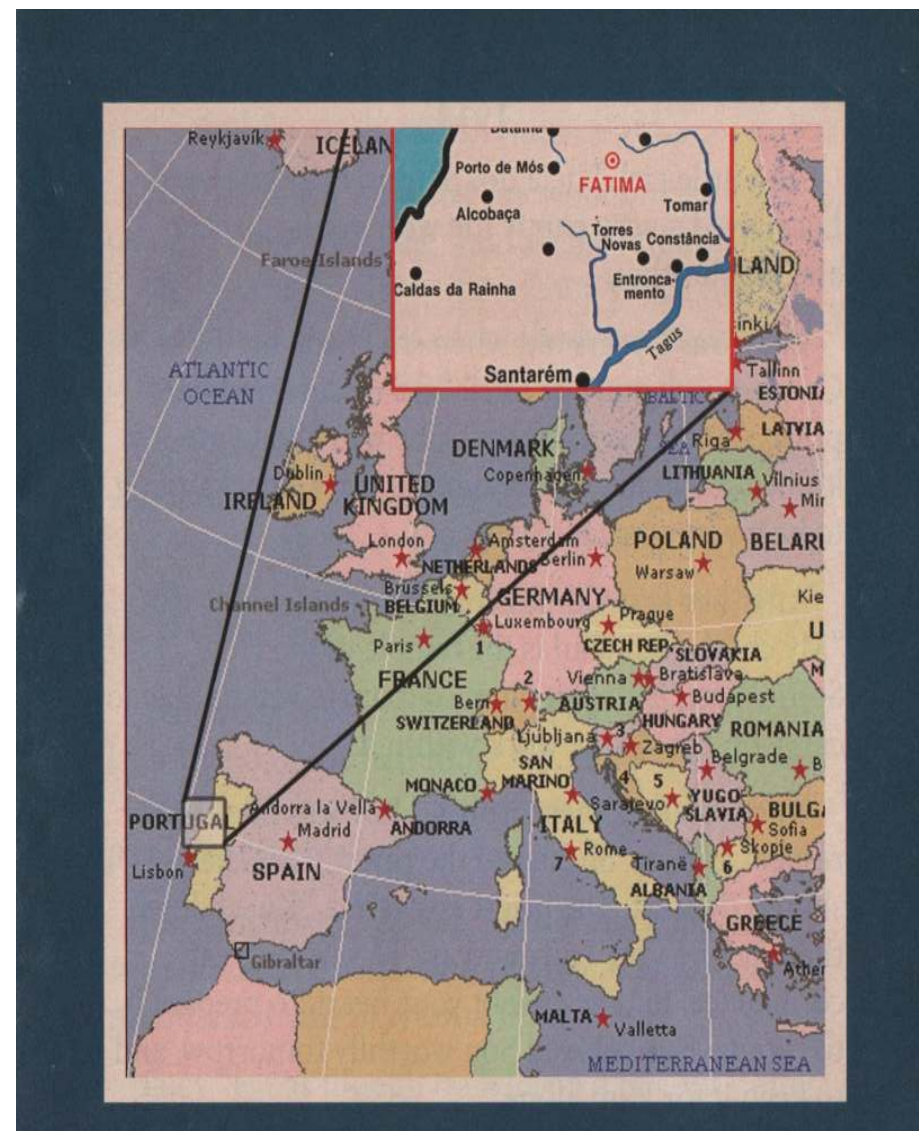 Reykjavík
ICELAN
Batalha
Porto de Mós
FATIMA
Alcobaça
Tomar
Torres
Novas
Constância
Faroe Islands
LAND
Entronca-
mento
Caldas da Rainha
inki
Tagus
ATLANTIC
OCEAN
Tallinn
Santarém
ESTONIA
BALTIC
SEA
LATVIA
Riga
DENMARK
Copenhagen
LITHUANIA
Vilnius
Min
Dublin
IRELAND
UNITED
KINGDOM
London
Amsterdam
NETHERLANDS
Berlin
POLAND
BELARU
Warsaw
Brussels
BELGIUM
GERMANY
Kie
Channel Islands
Luxembourg
Prague
U
Paris
1
CZECH REP.
SLOVAKIA
FRANCE
2
Vienna
Bratislava
M
Bern
AUSTRIA
Budapest
SWITZERLAND
HUNGARY
ROMANIA
Ljubljana
3
Zagreb
SAN
MARINO
Belgrade
B
MONACO
4
5
Sarajevo
YUGO-
SLAVIA
BULGA
PORTUGAL
Andorra la Vella
ANDORRA
ITALY
Sofia
Madrid
Rome
Skopje
Lisbon
SPAIN
7
Tiranë
6
ALBANIA
GREECE
Gibraltar
Athen
MALTA
Valletta
MEDITERRANEAN SEA